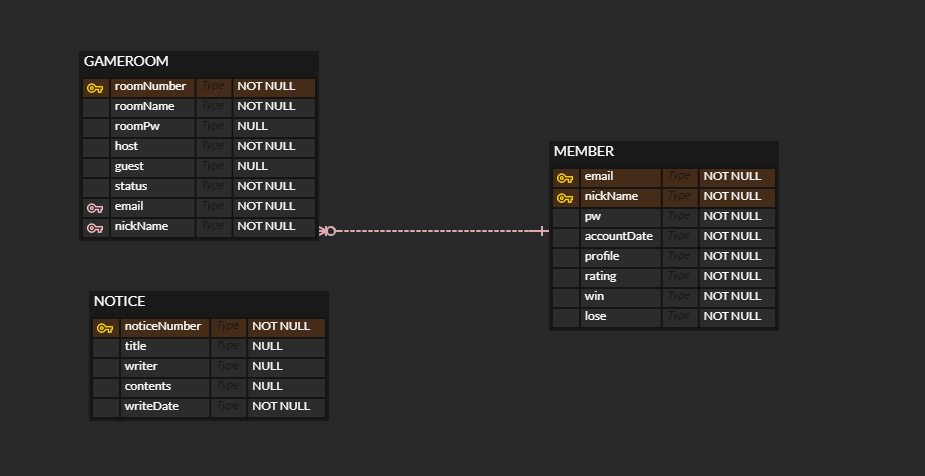 GAMEROOM
roomNumber Type NOT NULL
roomName Type NOT NULL
roomPw Type NULL
host Type NOT NULL
guest Type NULL
status Type NOT NULL
email Type NOT NULL
nickName Type NOT NULL
MEMBER
email Type NOT NULL
nickName Type NOT NULL
pw Type NOT NULL
accountDate Type NOT NULL
profile Type NOT NULL
rating Type NOT NULL
win Type NOT NULL
lose Type NOT NULL
NOTICE
noticeNumber Type NOT NULL
title Type NULL
writer Type NULL
contents Type NULL
writeDate Type NOT NULL